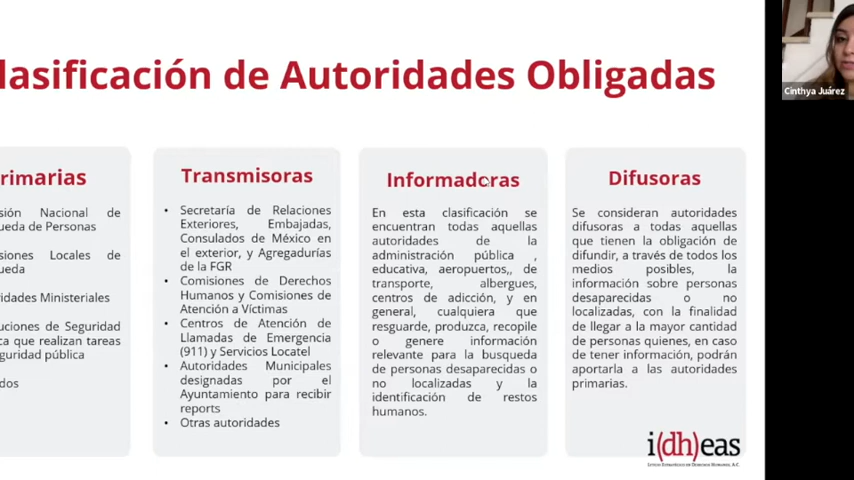 lasificación de Autoridades Obligadas
Cinthya Juárez
rimarias
sión Nacional de
ueda de Personas
siones Locales de
ueda
ridades Ministeriales
uciones de Seguridad
ca que realizan tareas
guridad pública
dos
Transmisoras
• Secretaría de Relaciones
Exteriores, Embajadas,
Consulados de México en
el exterior, y Agregadurías
de la FGR
• Comisiones de Derechos
Humanos y Comisiones de
Atención a Víctimas
• Centros de Atención de
Llamadas de Emergencia
(911) y Servicios Locatel
• Autoridades Municipales
designadas por el
Ayuntamiento para recibir
reports
• Otras autoridades
Informadoras
En esta clasificación se
encuentran todas aquellas
autoridades de la
administración pública ,
educativa, aeropuertos,, de
transporte, albergues,
centros de adicción, y en
general, cualquiera que
resguarde, produzca, recopile
o genere información
relevante para la busqueda
de personas desaparecidas o
no localizadas y la
identificación de restos
humanos.
Difusoras
Se consideran autoridades
difusoras a todas aquellas
que tienen la obligación de
difundir, a través de todos los
medios posibles, la
información sobre personas
desaparecidas o no
localizadas, con la finalidad
de llegar a la mayor cantidad
de personas quienes, en caso
de tener información, podrán
aportarla a las autoridades
primarias.
i(dh)eas
Litigio Estratégico en Derechos Humanos, A.C.